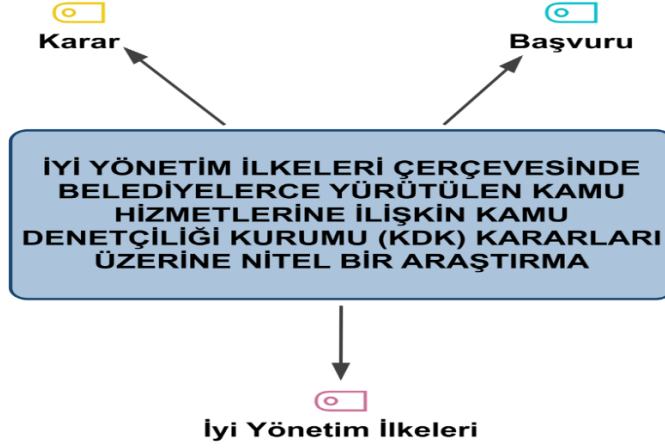 Karar
Başvuru
İYİ YÖNETİM İLKELERİ ÇERÇEVESİNDE
BELEDİYELERCE YÜRÜTÜLEN KAMU
HİZMETLERİNE İLİŞKİN KAMU
DENETÇİLİĞİ KURUMU (KDK) KARARLARI
ÜZERİNE NİTEL BİR ARAŞTIRMA
İyi Yönetim İlkeleri